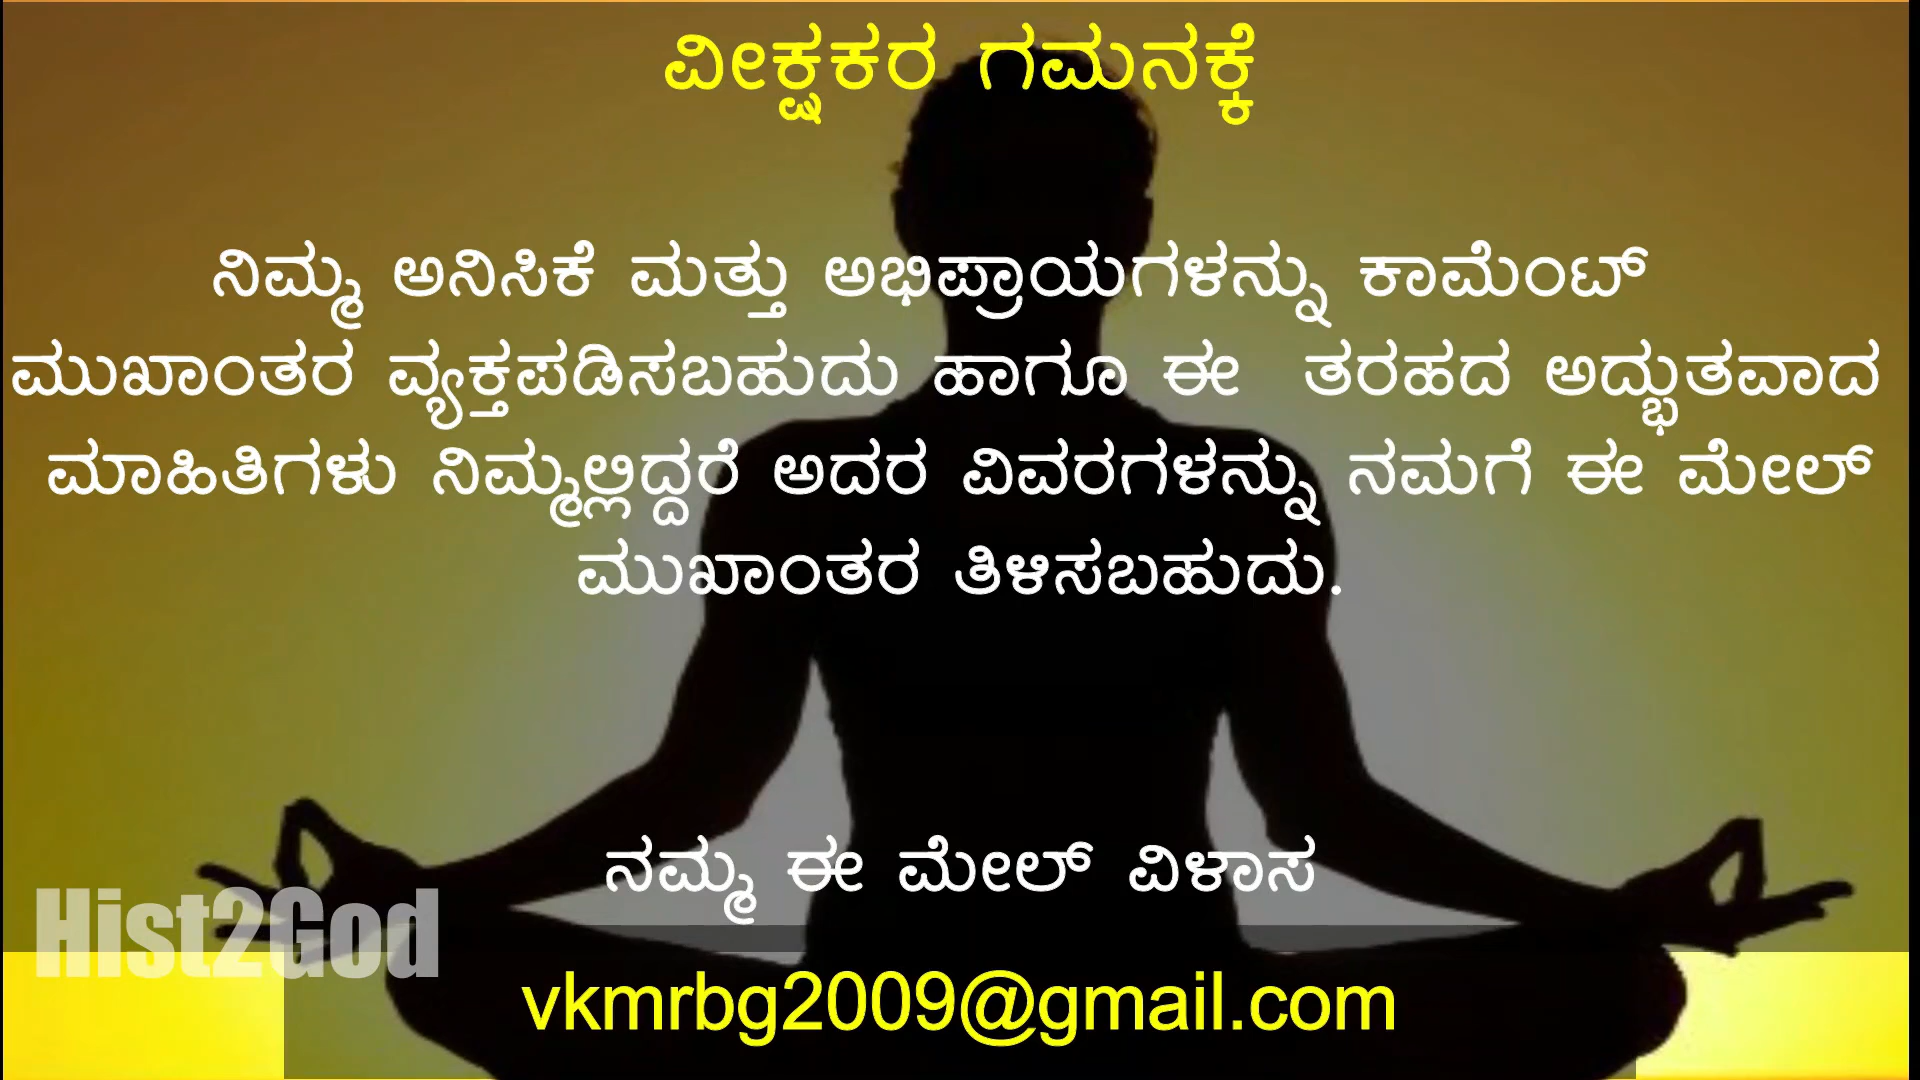 ವೀಕ್ಷಕರ ಗಮನಕ್ಕೆ
ನಿಮ್ಮ ಅನಿಸಿಕೆ ಮತ್ತು ಅಭಿಪ್ರಾಯಗಳನ್ನು ಕಾಮೆಂಟ್
ಮುಖಾಂತರ ವ್ಯಕ್ತಪಡಿಸಬಹುದು ಹಾಗೂ ಈ ತರಹದ ಅದ್ಭುತವಾದ
ಮಾಹಿತಿಗಳು ನಿಮ್ಮಲ್ಲಿದ್ದರೆ ಅದರ ವಿವರಗಳನ್ನು ನಮಗೆ ಈ ಮೇಲ್
ಮುಖಾಂತರ ತಿಳಿಸಬಹುದು.
ನಮ್ಮ ಈ ಮೇಲ್ ವಿಳಾಸ
Hist2God
vkmrbg2009@gmail.com